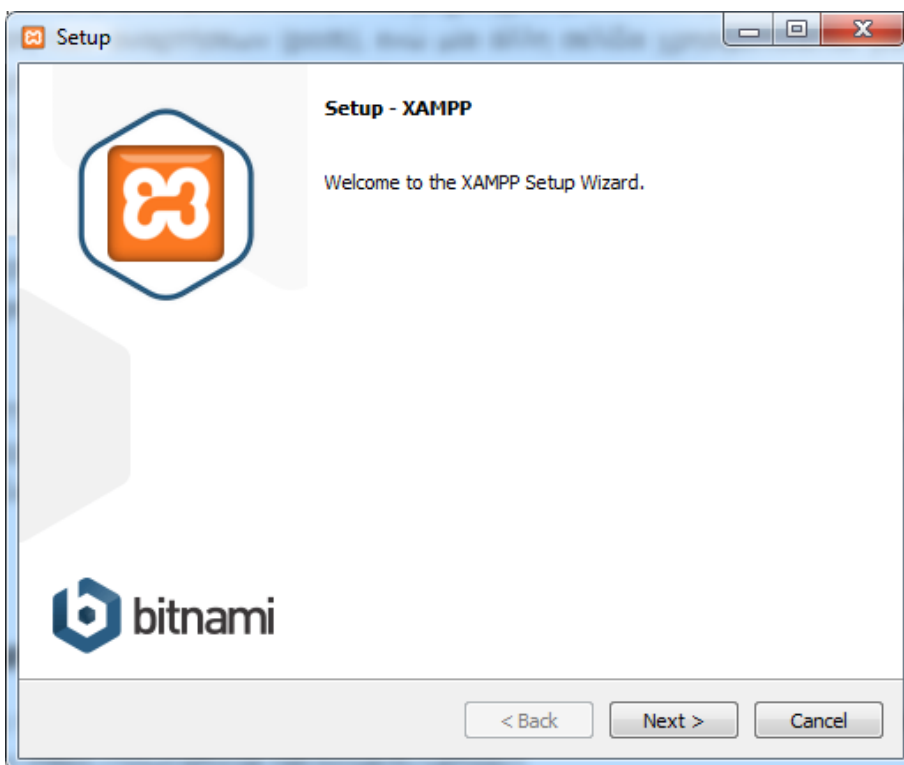 Setup
Setup - XAMPP
Welcome to the XAMPP Setup Wizard.
bitnami
< Back Next > Cancel